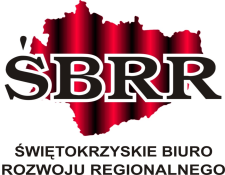 ŚBRR
ŚWIĘTOKRZYSKIE BIURO
ROZWOJU REGIONALNEGO